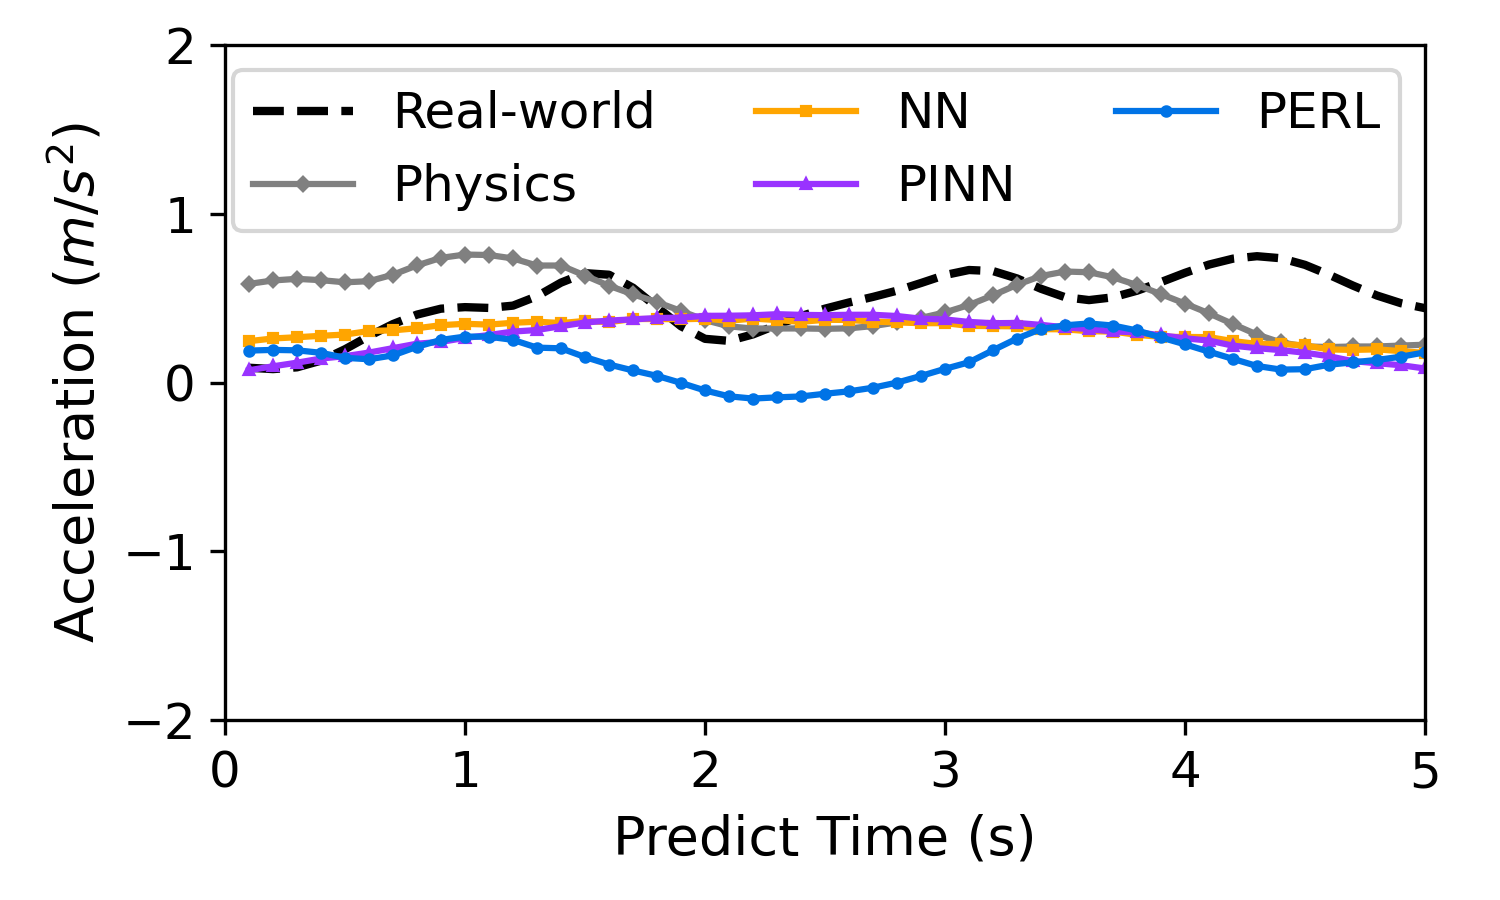 2
1
0
−1
−2
Acceleration (m/s²)
Real-world
Physics
NN
PINN
PERL
0 1 2 3 4 5
Predict Time (s)